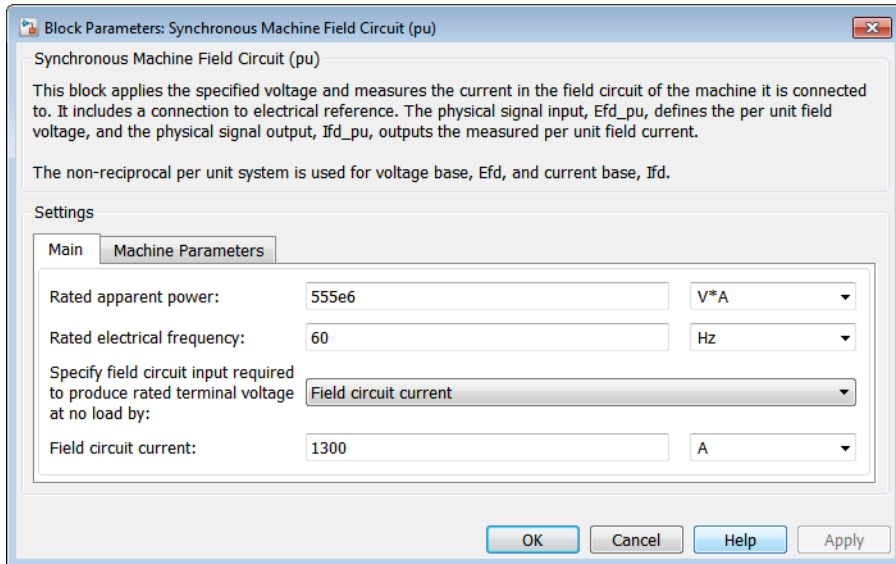 Block Parameters: Synchronous Machine Field Circuit (pu)
Synchronous Machine Field Circuit (pu)
This block applies the specified voltage and measures the current in the field circuit of the machine it is connected
to. It includes a connection to electrical reference. The physical signal input, Efd_pu, defines the per unit field
voltage, and the physical signal output, Ifd_pu, outputs the measured per unit field current.
The non-reciprocal per unit system is used for voltage base, Efd, and current base, Ifd.
Settings
Main Machine Parameters
Rated apparent power: 555e6 V*A
Rated electrical frequency: 60 Hz
Specify field circuit input required
to produce rated terminal voltage Field circuit current
at no load by:
Field circuit current: 1300 A
OK Cancel Help Apply